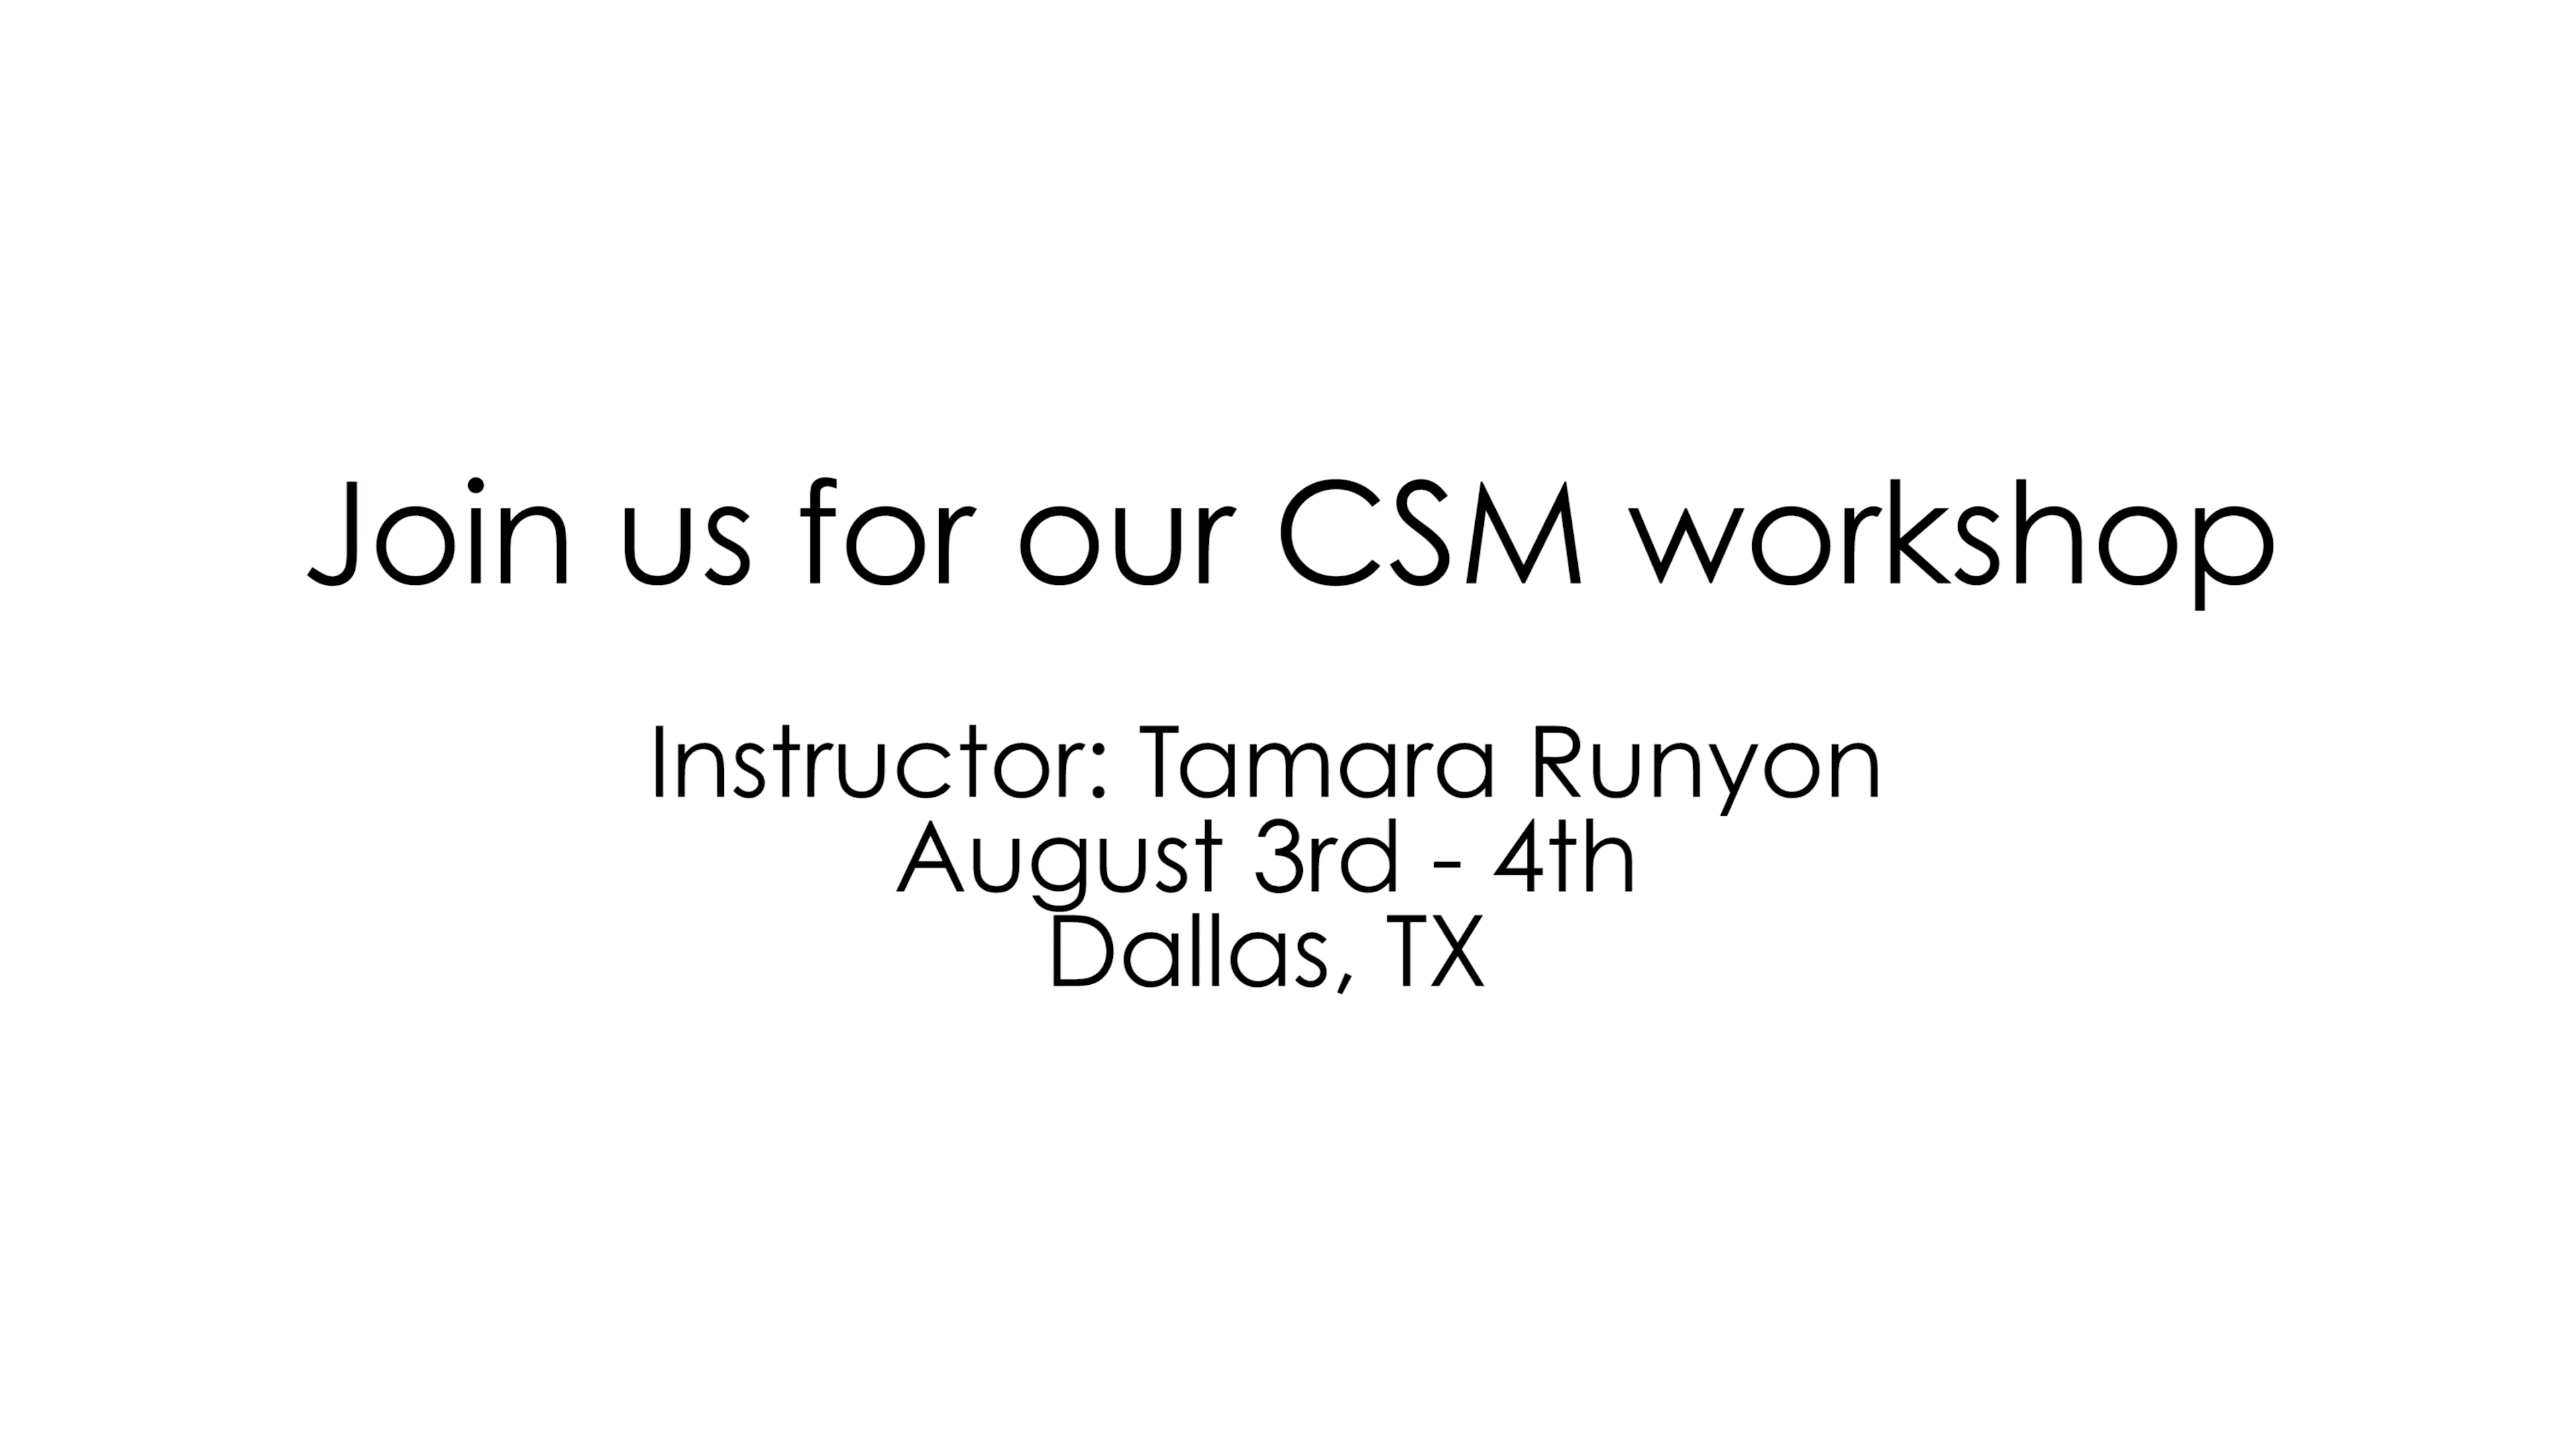 Join us for our CSM workshop
Instructor: Tamara Runyon
August 3rd - 4th
Dallas, TX